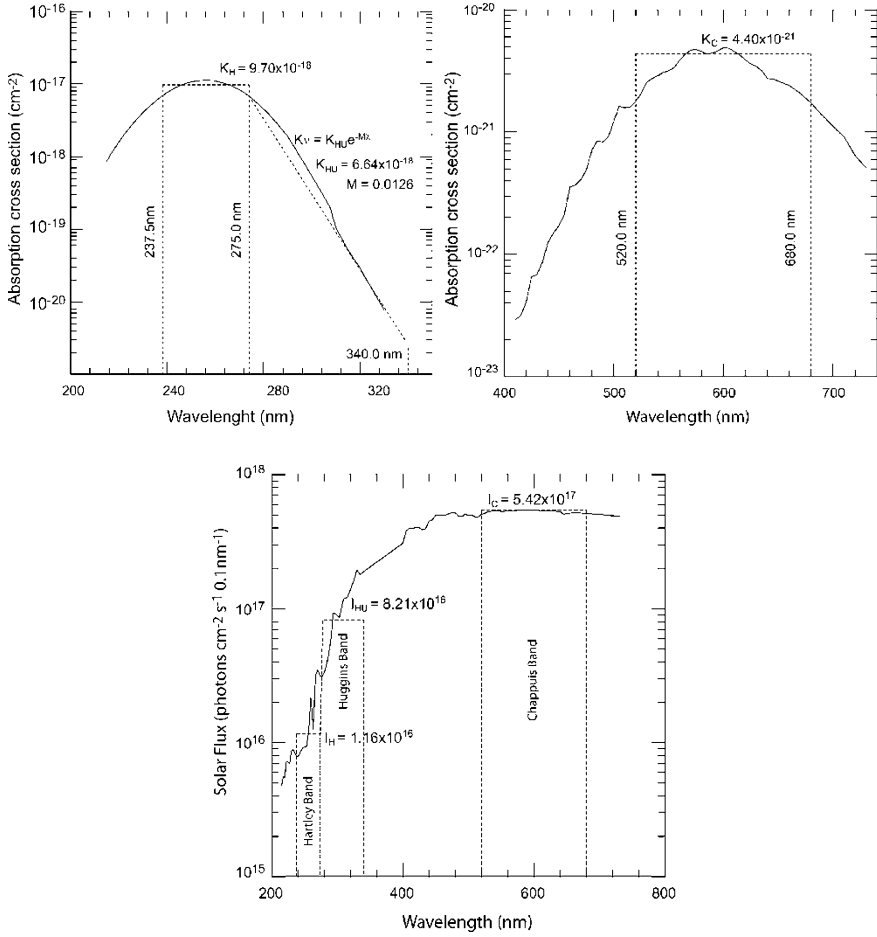 10-16
10-17
10-18
10-19
10-20
Absorption cross section (cm-2)
KH = 9.70x10-18
Kν = KHUe-Mλ
KHU = 6.64x10-18
M = 0.0126
237.5nm
275.0 nm
340.0 nm
200
240
280
320
Wavelenght (nm)
10-20
10-21
10-22
10-23
Absorption cross section (cm-2)
KC = 4.40x10-21
520.0 nm
680.0 nm
400
500
600
700
Wavelength (nm)
1018
1017
1016
1015
Solar Flux (photons cm-2 s-1 0.1nm-1)
IC = 5.42x1017
IHU = 8.21x1016
IH = 1.16x1016
Hartley Band
Huggins Band
Chappuis Band
200
400
600
800
Wavelength (nm)